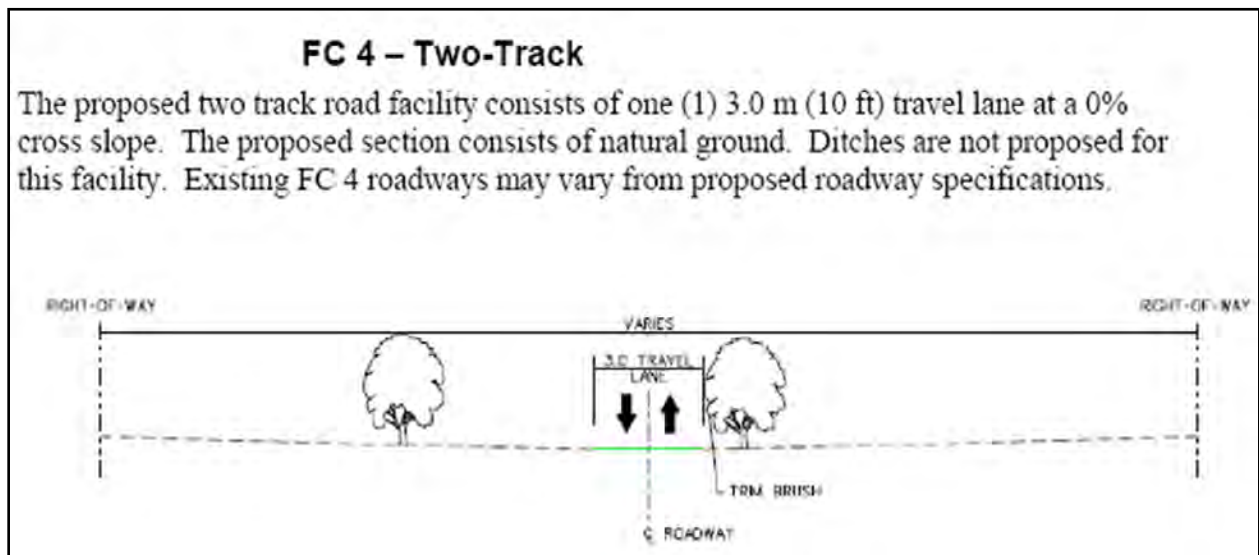 FC 4 – Two-Track
The proposed two track road facility consists of one (1) 3.0 m (10 ft) travel lane at a 0%
cross slope. The proposed section consists of natural ground. Ditches are not proposed for
this facility. Existing FC 4 roadways may vary from proposed roadway specifications.
RIGHT-OF-WAY
RIGHT-OF-WAY
VARIES
3.0 TRAVEL
LANE
TRIM BRUSH
℄ ROADWAY